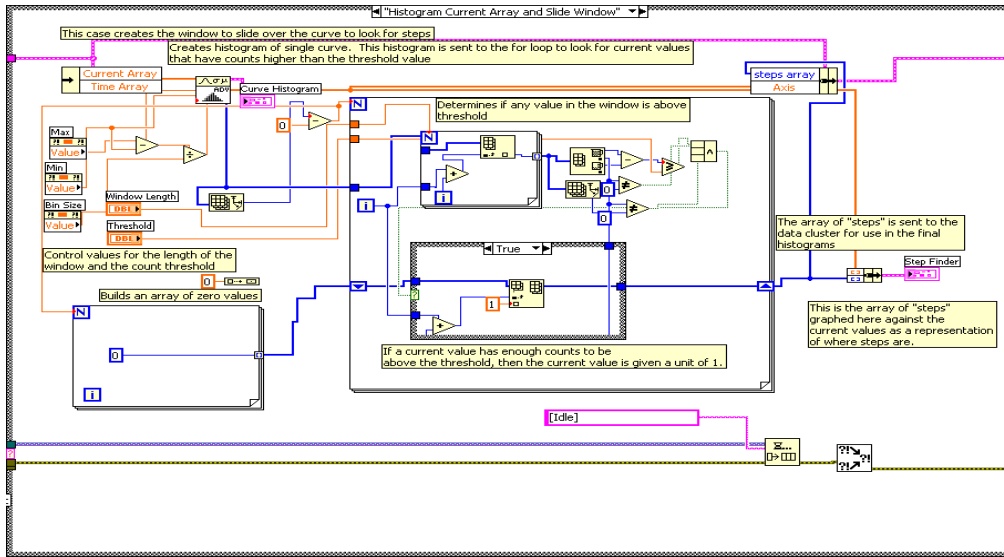 "Histogram Current Array and Slide Window"
This case creates the window to slide over the curve to look for steps
Creates histogram of single curve. This histogram is sent to the for loop to look for current values
that have counts higher than the threshold value
Current Array
Time Array
ADV
Curve Histogram
steps array
Axis
N
0
Determines if any value in the window is above
threshold
N
Max
Value
Min
Value
Bin Size
Value
Window Length
DBL
Threshold
DBL
i
i
0
0
Control values for the length of the
window and the count threshold
0
Builds an array of zero values
N
0
i
True
?
1
If a current value has enough counts to be
above the threshold, then the current value is given a unit of 1.
The array of "steps" is sent to the
data cluster for use in the final
histograms
Step Finder
This is the array of "steps"
graphed here against the
current values as a representation
of where steps are.
[Idle]
?
?!
?!
?!